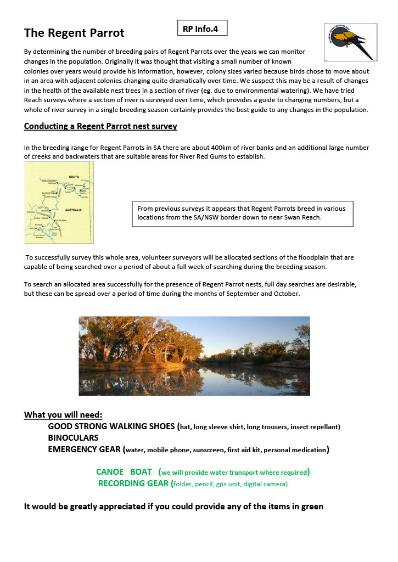 The Regent Parrot
RP Info.4
By determining the number of breeding pairs of Regent Parrots over the years we can monitor
changes in the population. Originally it was thought that visiting a small number of known
colonies over years would provide his information, however, colony sizes varied because birds chose to move about
in an area with adjacent colonies changing quite dramatically over time. We suspect this may be a result of changes
in the health of the available nest trees in a section of river (eg. due to environmental watering). We have tried
Reach surveys where a section of river is surveyed over time, which provides a guide to changing numbers, but a
whole of river survey in a single breeding season certainly provides the best guide to any changes in the population.
Conducting a Regent Parrot nest survey
In the breeding range for Regent Parrots in SA there are about 400km of river banks and an additional large number
of creeks and backwaters that are suitable areas for River Red Gums to establish.
From previous surveys it appears that Regent Parrots breed in various
locations from the SA/NSW border down to near Swan Reach.
To successfully survey this whole area, volunteer surveyors will be allocated sections of the floodplain that are
capable of being searched over a period of about a full week of searching during the breeding season.
To search an allocated area successfully for the presence of Regent Parrot nests, full day searches are desirable,
but these can be spread over a period of time during the months of September and October.
What you will need:
GOOD STRONG WALKING SHOES (hat, long sleeve shirt, long trousers, insect repellant)
BINOCULARS
EMERGENCY GEAR (water, mobile phone, sunscreen, first aid kit, personal medication)
CANOE BOAT (we will provide water transport where required)
RECORDING GEAR (folder, pencil, gps unit, digital camera)
It would be greatly appreciated if you could provide any of the items in green